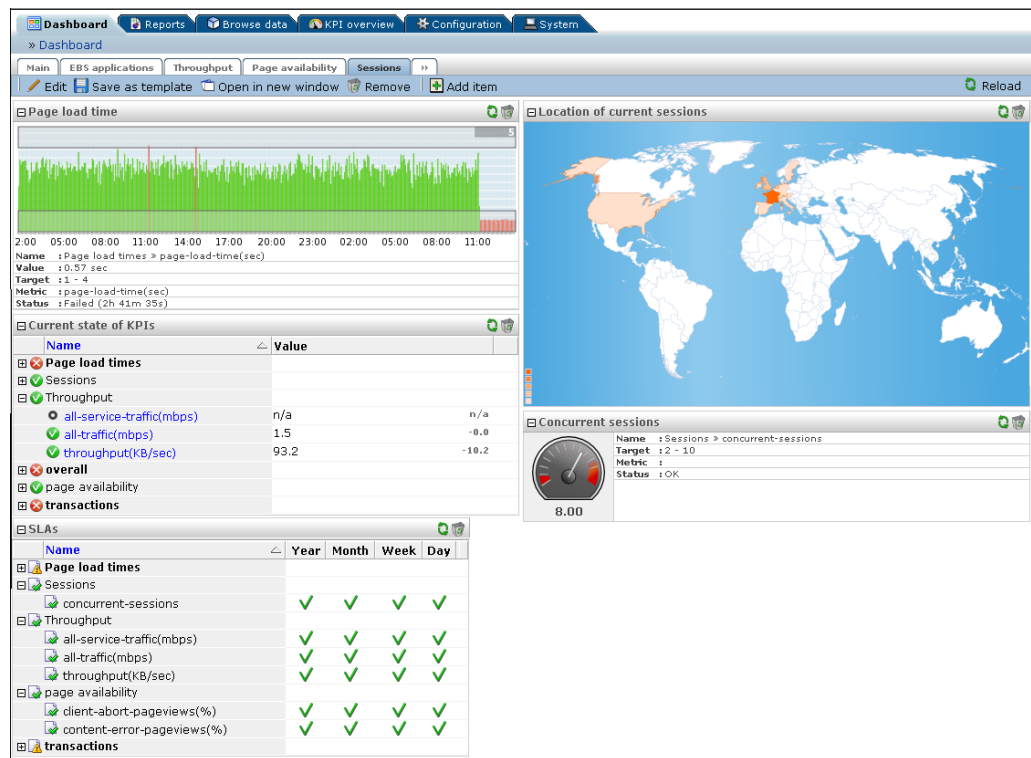 Dashboard Reports Browse data KPI overview Configuration System
» Dashboard
Main EBS applications Throughput Page availability Sessions »
Edit Save as template Open in new window Remove Add item Reload
Page load time
5
2:00 05:00 08:00 11:00 14:00 17:00 20:00 23:00 02:00 05:00 08:00 11:00
Name :Page load times » page-load-time(sec)
Value :0.57 sec
Target :1 - 4
Metric :page-load-time(sec)
Status :Failed (2h 41m 35s)
Location of current sessions
Current state of KPIs
Name Value
Page load times
Sessions
Throughput
all-service-traffic(mbps) n/a n/a
all-traffic(mbps) 1.5 -0.0
throughput(KB/sec) 93.2 -10.2
overall
page availability
transactions
Concurrent sessions
Name :Sessions » concurrent-sessions
Target :2 - 10
Metric :
Status :OK
8.00
SLAs
Name Year Month Week Day
Page load times
Sessions
concurrent-sessions
Throughput
all-service-traffic(mbps)
all-traffic(mbps)
throughput(KB/sec)
page availability
client-abort-pageviews(%)
content-error-pageviews(%)
transactions